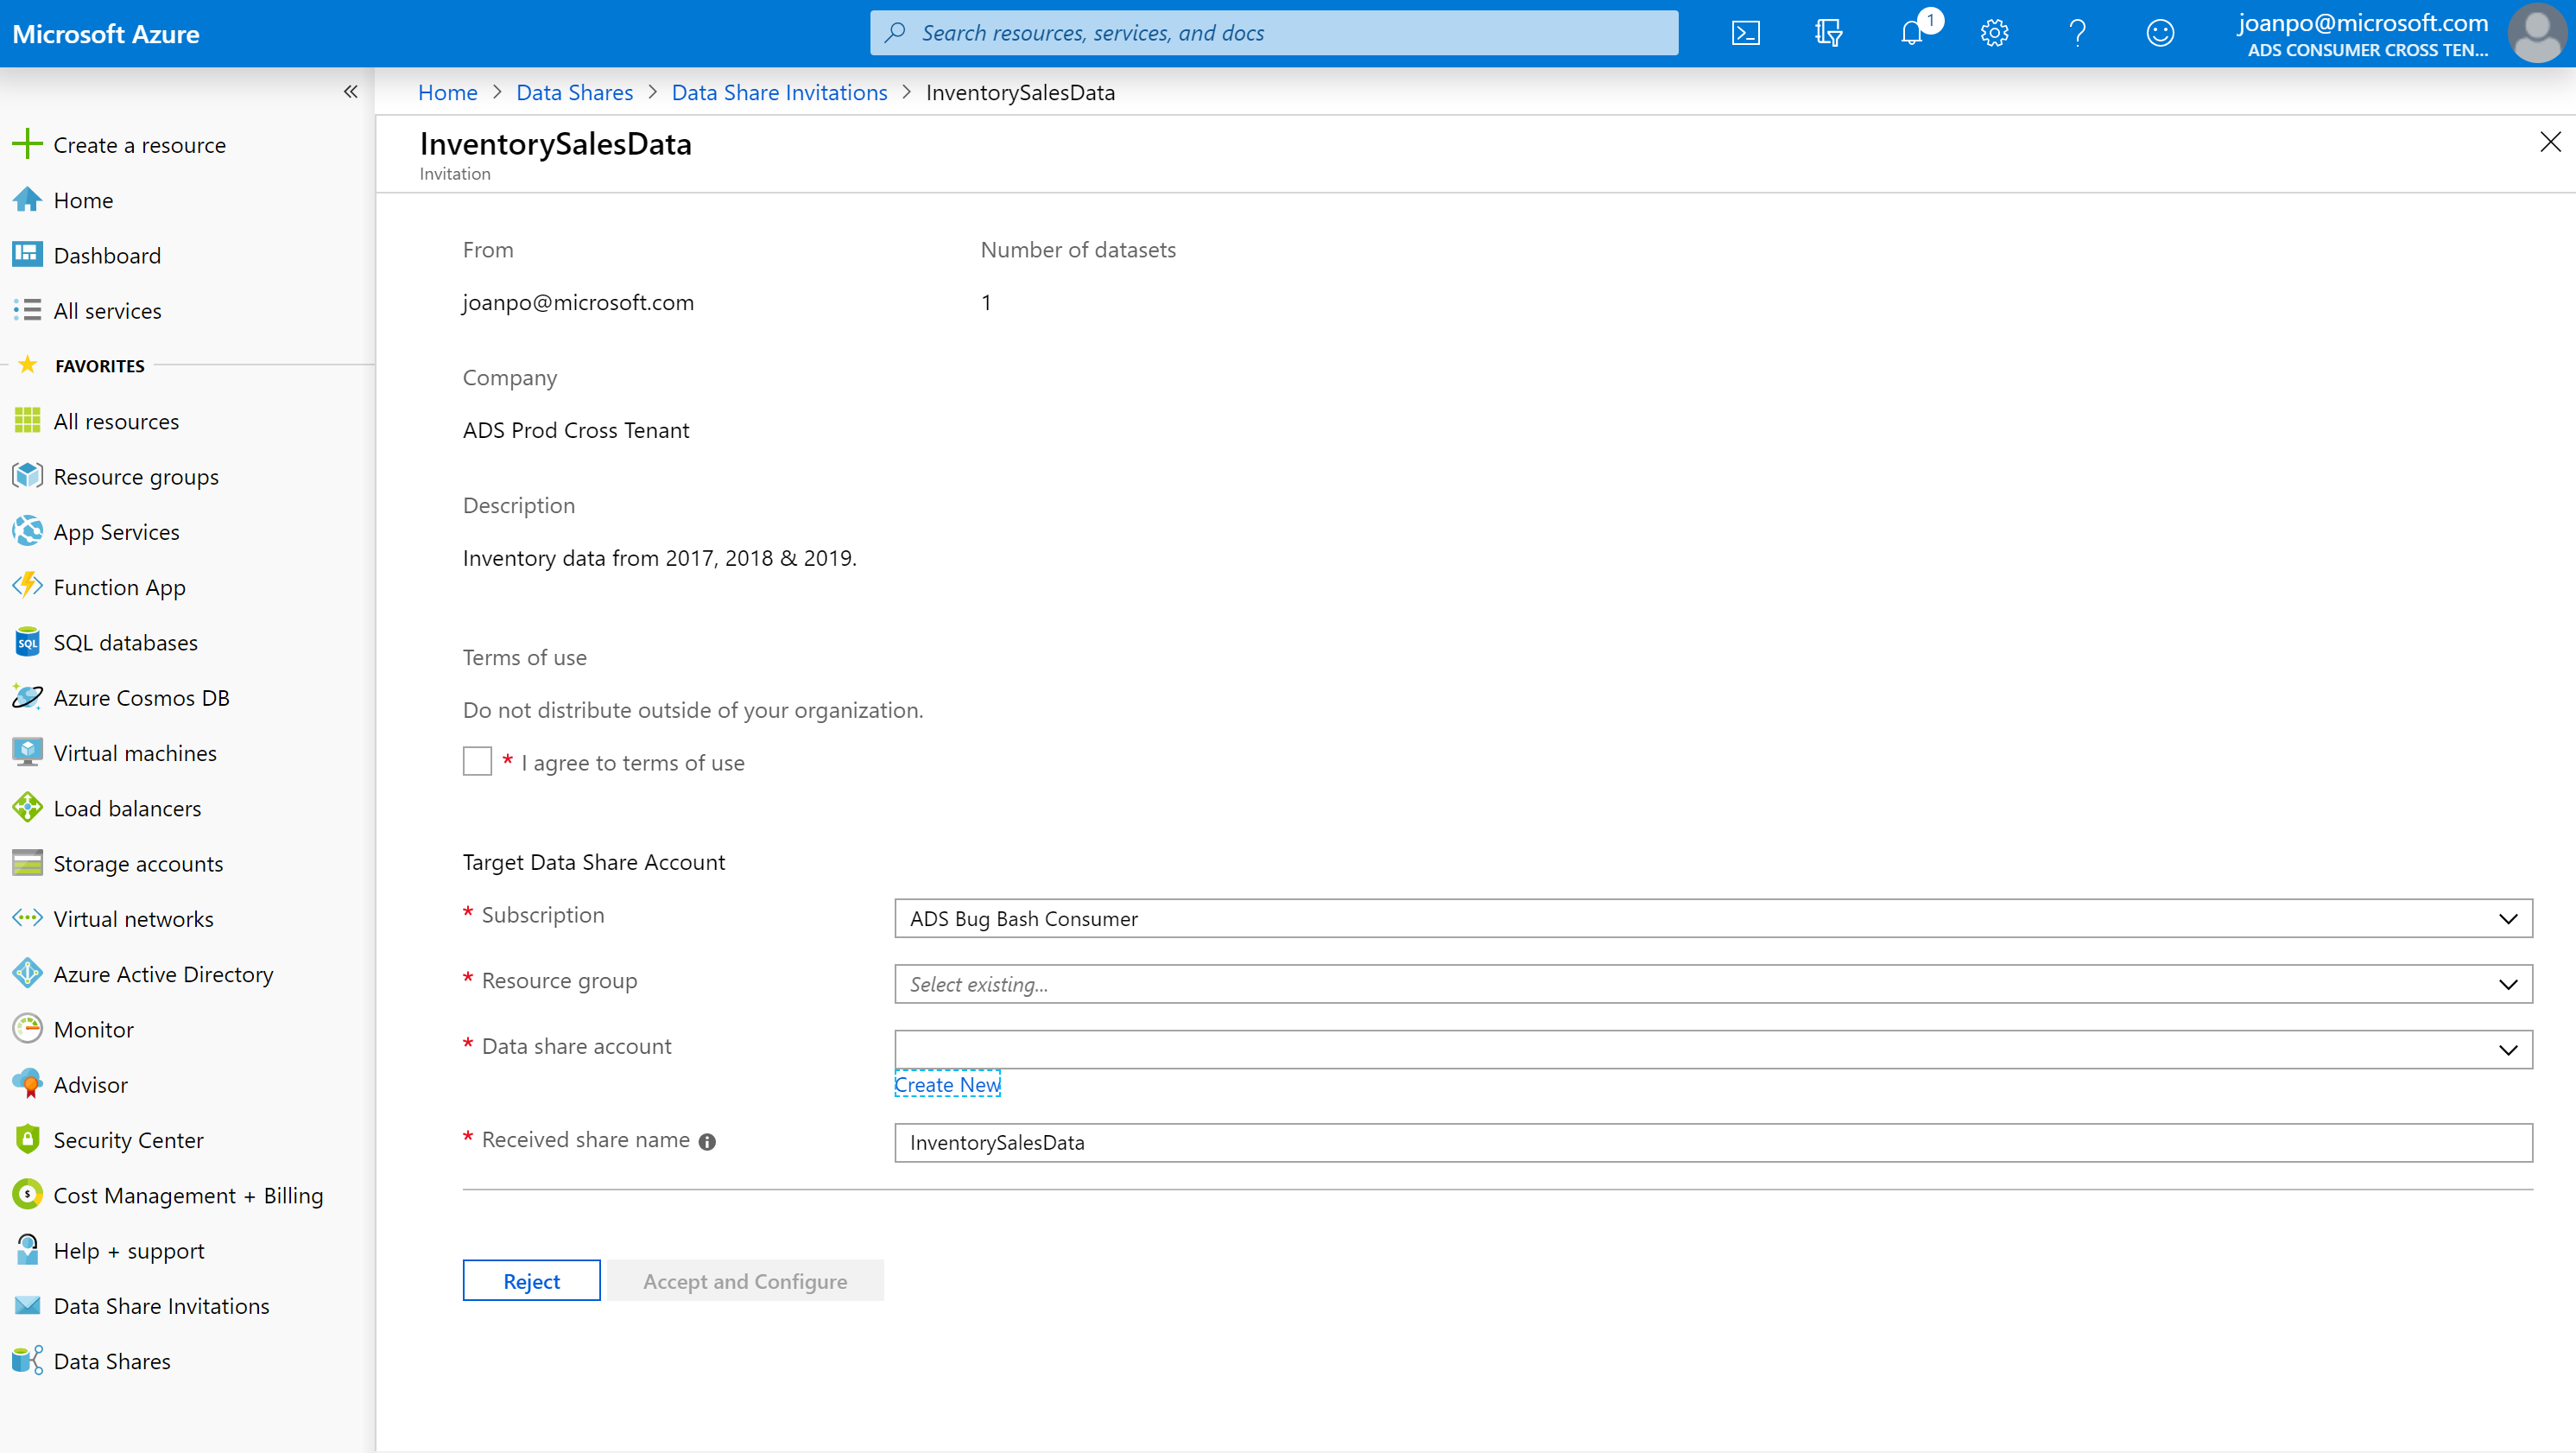 Microsoft Azure
Search resources, services, and docs
1
joanpo@microsoft.com
ADS CONSUMER CROSS TEN...
«
Home > Data Shares > Data Share Invitations > InventorySalesData
Create a resource
Home
Dashboard
All services
FAVORITES
All resources
Resource groups
App Services
Function App
SQL
SQL databases
Azure Cosmos DB
Virtual machines
Load balancers
Storage accounts
Virtual networks
Azure Active Directory
Monitor
Advisor
Security Center
Cost Management + Billing
Help + support
Data Share Invitations
Data Shares
InventorySalesData
Invitation
From
Number of datasets
joanpo@microsoft.com
1
Company
ADS Prod Cross Tenant
Description
Inventory data from 2017, 2018 & 2019.
Terms of use
Do not distribute outside of your organization.
* I agree to terms of use
Target Data Share Account
* Subscription
ADS Bug Bash Consumer
* Resource group
Select existing...
* Data share account
Create New
* Received share name
InventorySalesData
Reject
Accept and Configure